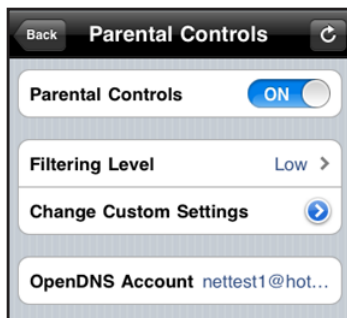 Back Parental Controls
Parental Controls ON
Filtering Level Low
Change Custom Settings
OpenDNS Account nettest1@hot...